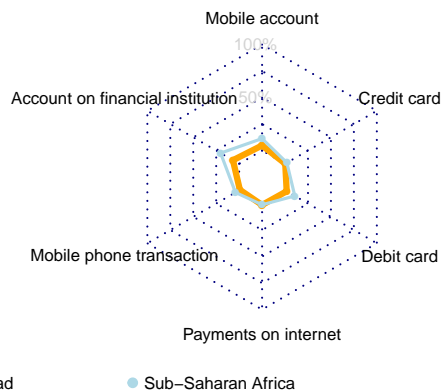 Mobile account
100%
Account on financial institution
50%
Credit card
Mobile phone transaction
Debit card
Payments on internet
Sub−Saharan Africa